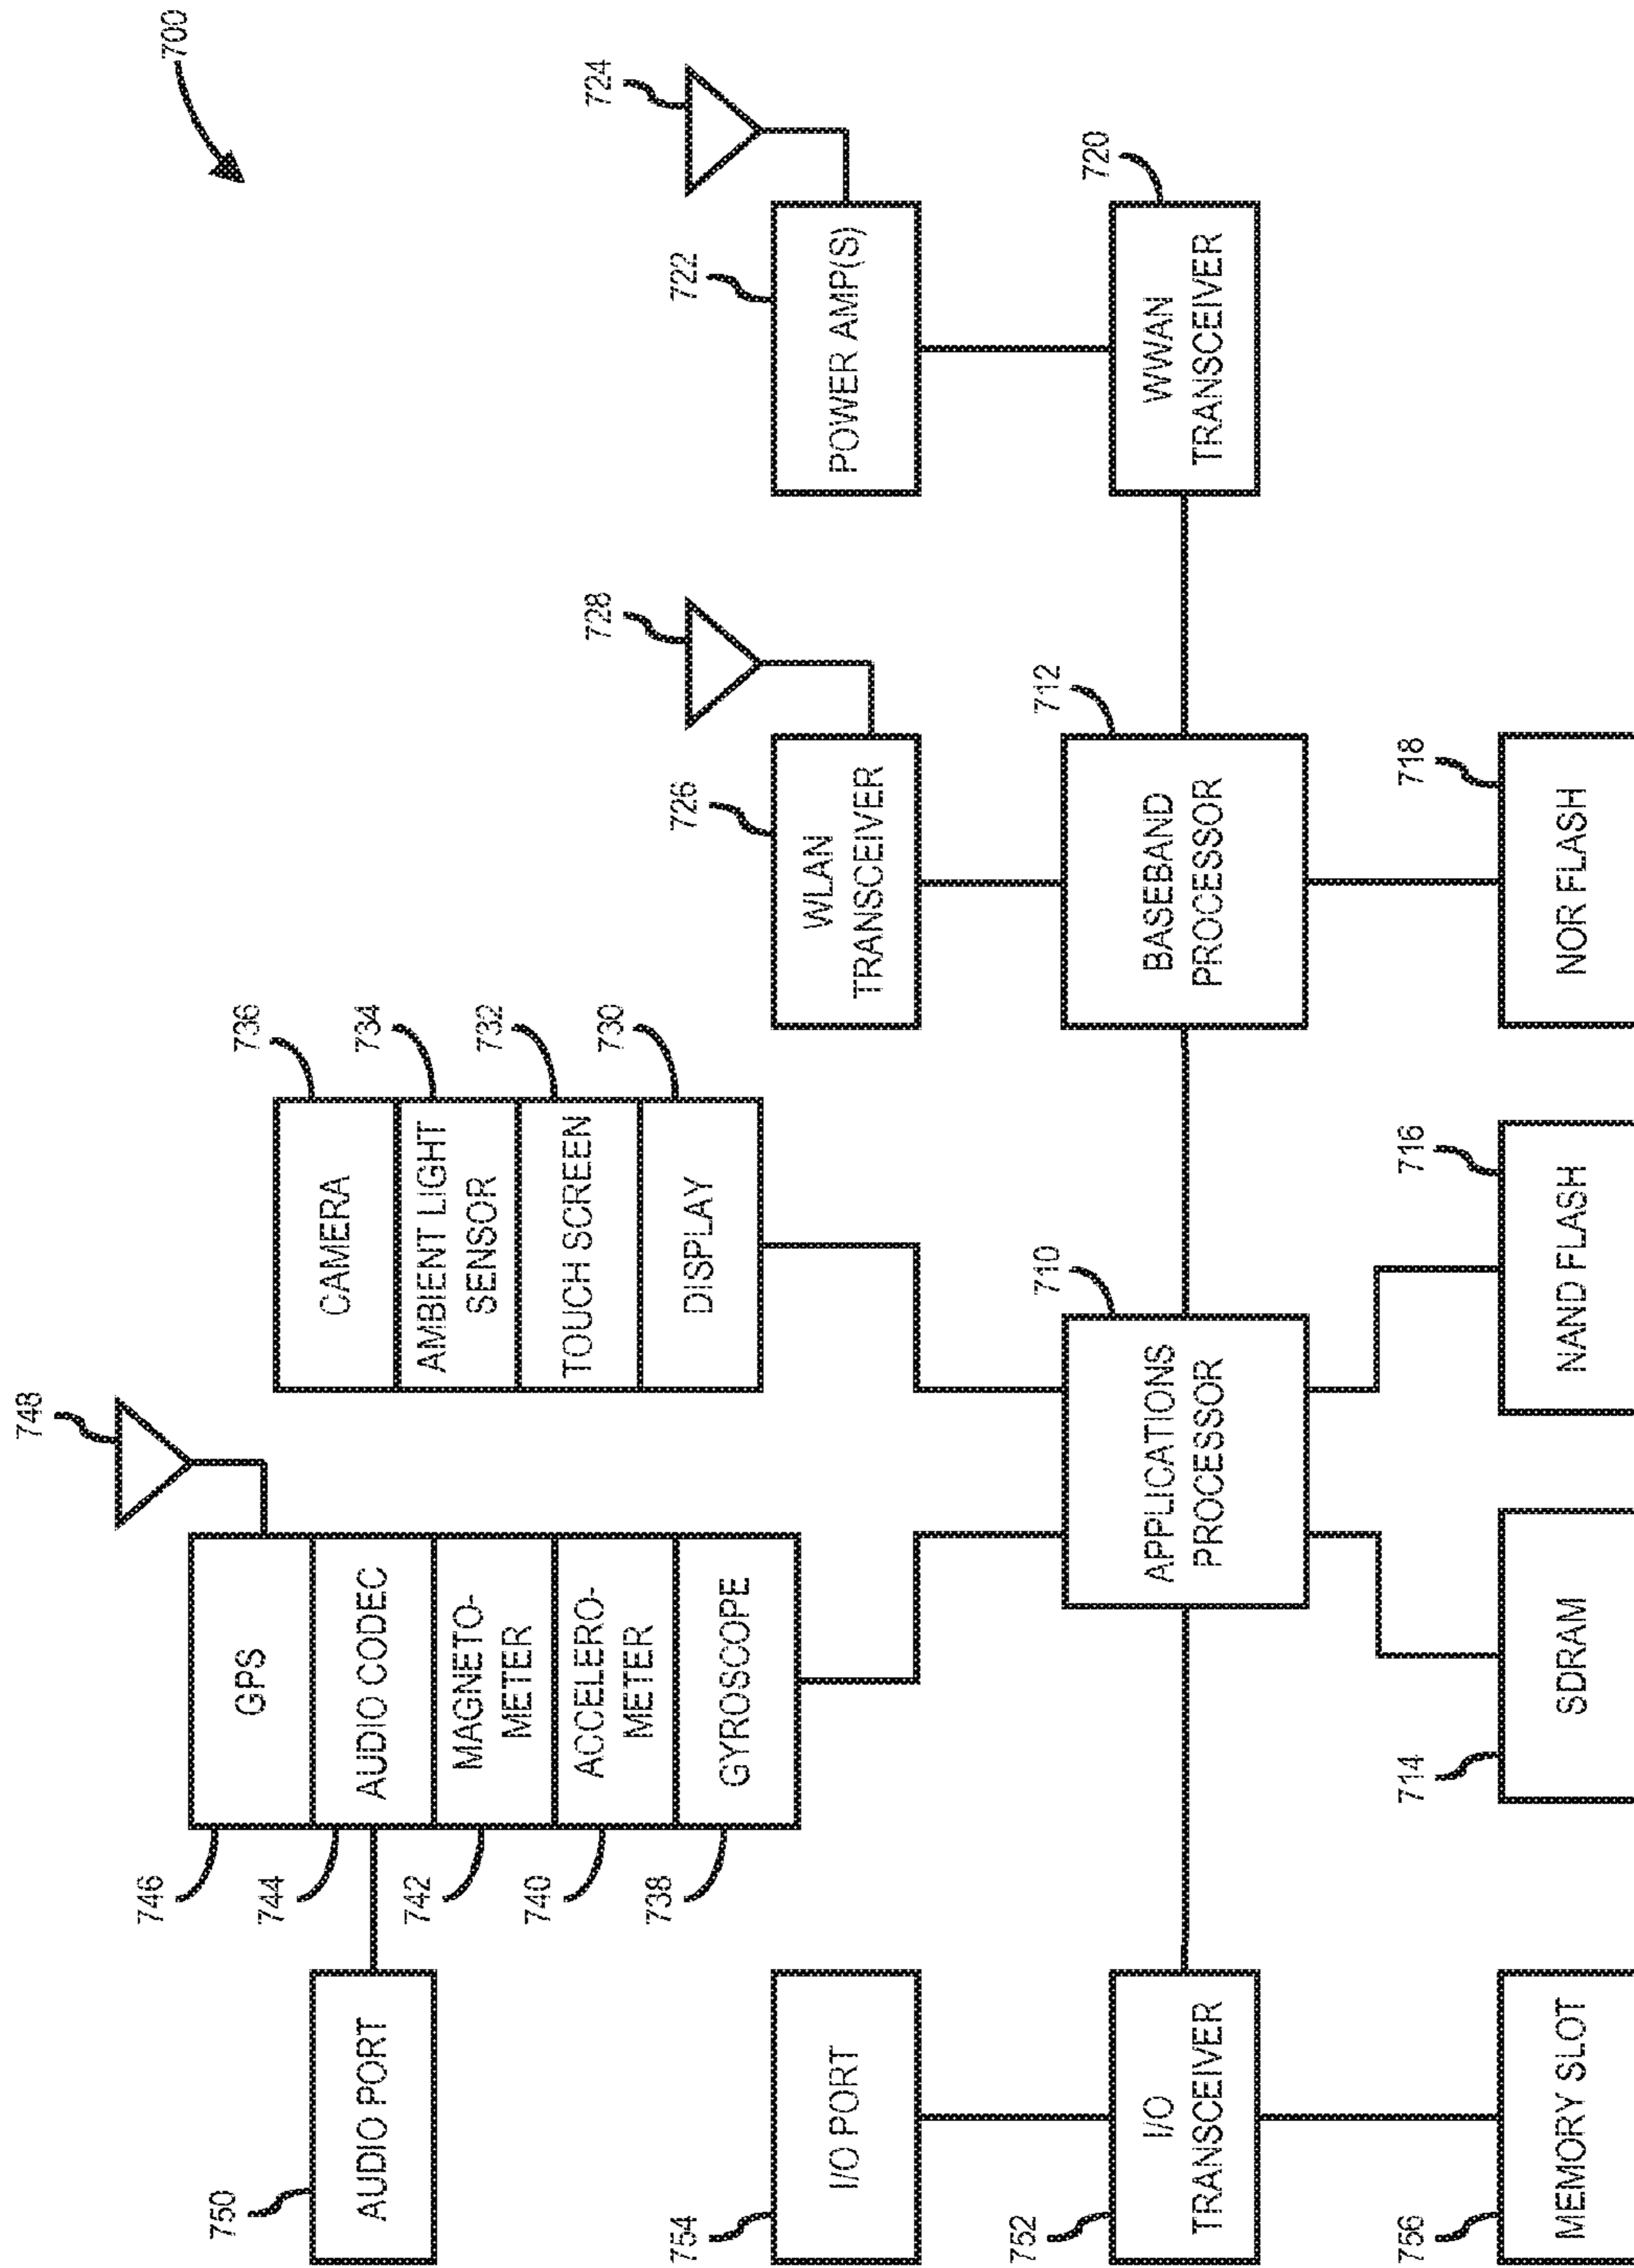 700
748
GPS
AUDIO CODEC
MAGNETO-
METER
ACCELERO-
METER
GYROSCOPE
746
744
742
740
738
CAMERA
AMBIENT LIGHT
SENSOR
TOUCH SCREEN
DISPLAY
736
734
732
730
AUDIO PORT
750
I/O PORT
754
WLAN
TRANSCEIVER
726
728
POWER AMP(S)
722
724
I/O
TRANSCEIVER
752
APPLICATIONS
PROCESSOR
710
BASEBAND
PROCESSOR
712
WWAN
TRANSCEIVER
720
MEMORY SLOT
756
SDRAM
714
NAND FLASH
716
NOR FLASH
718